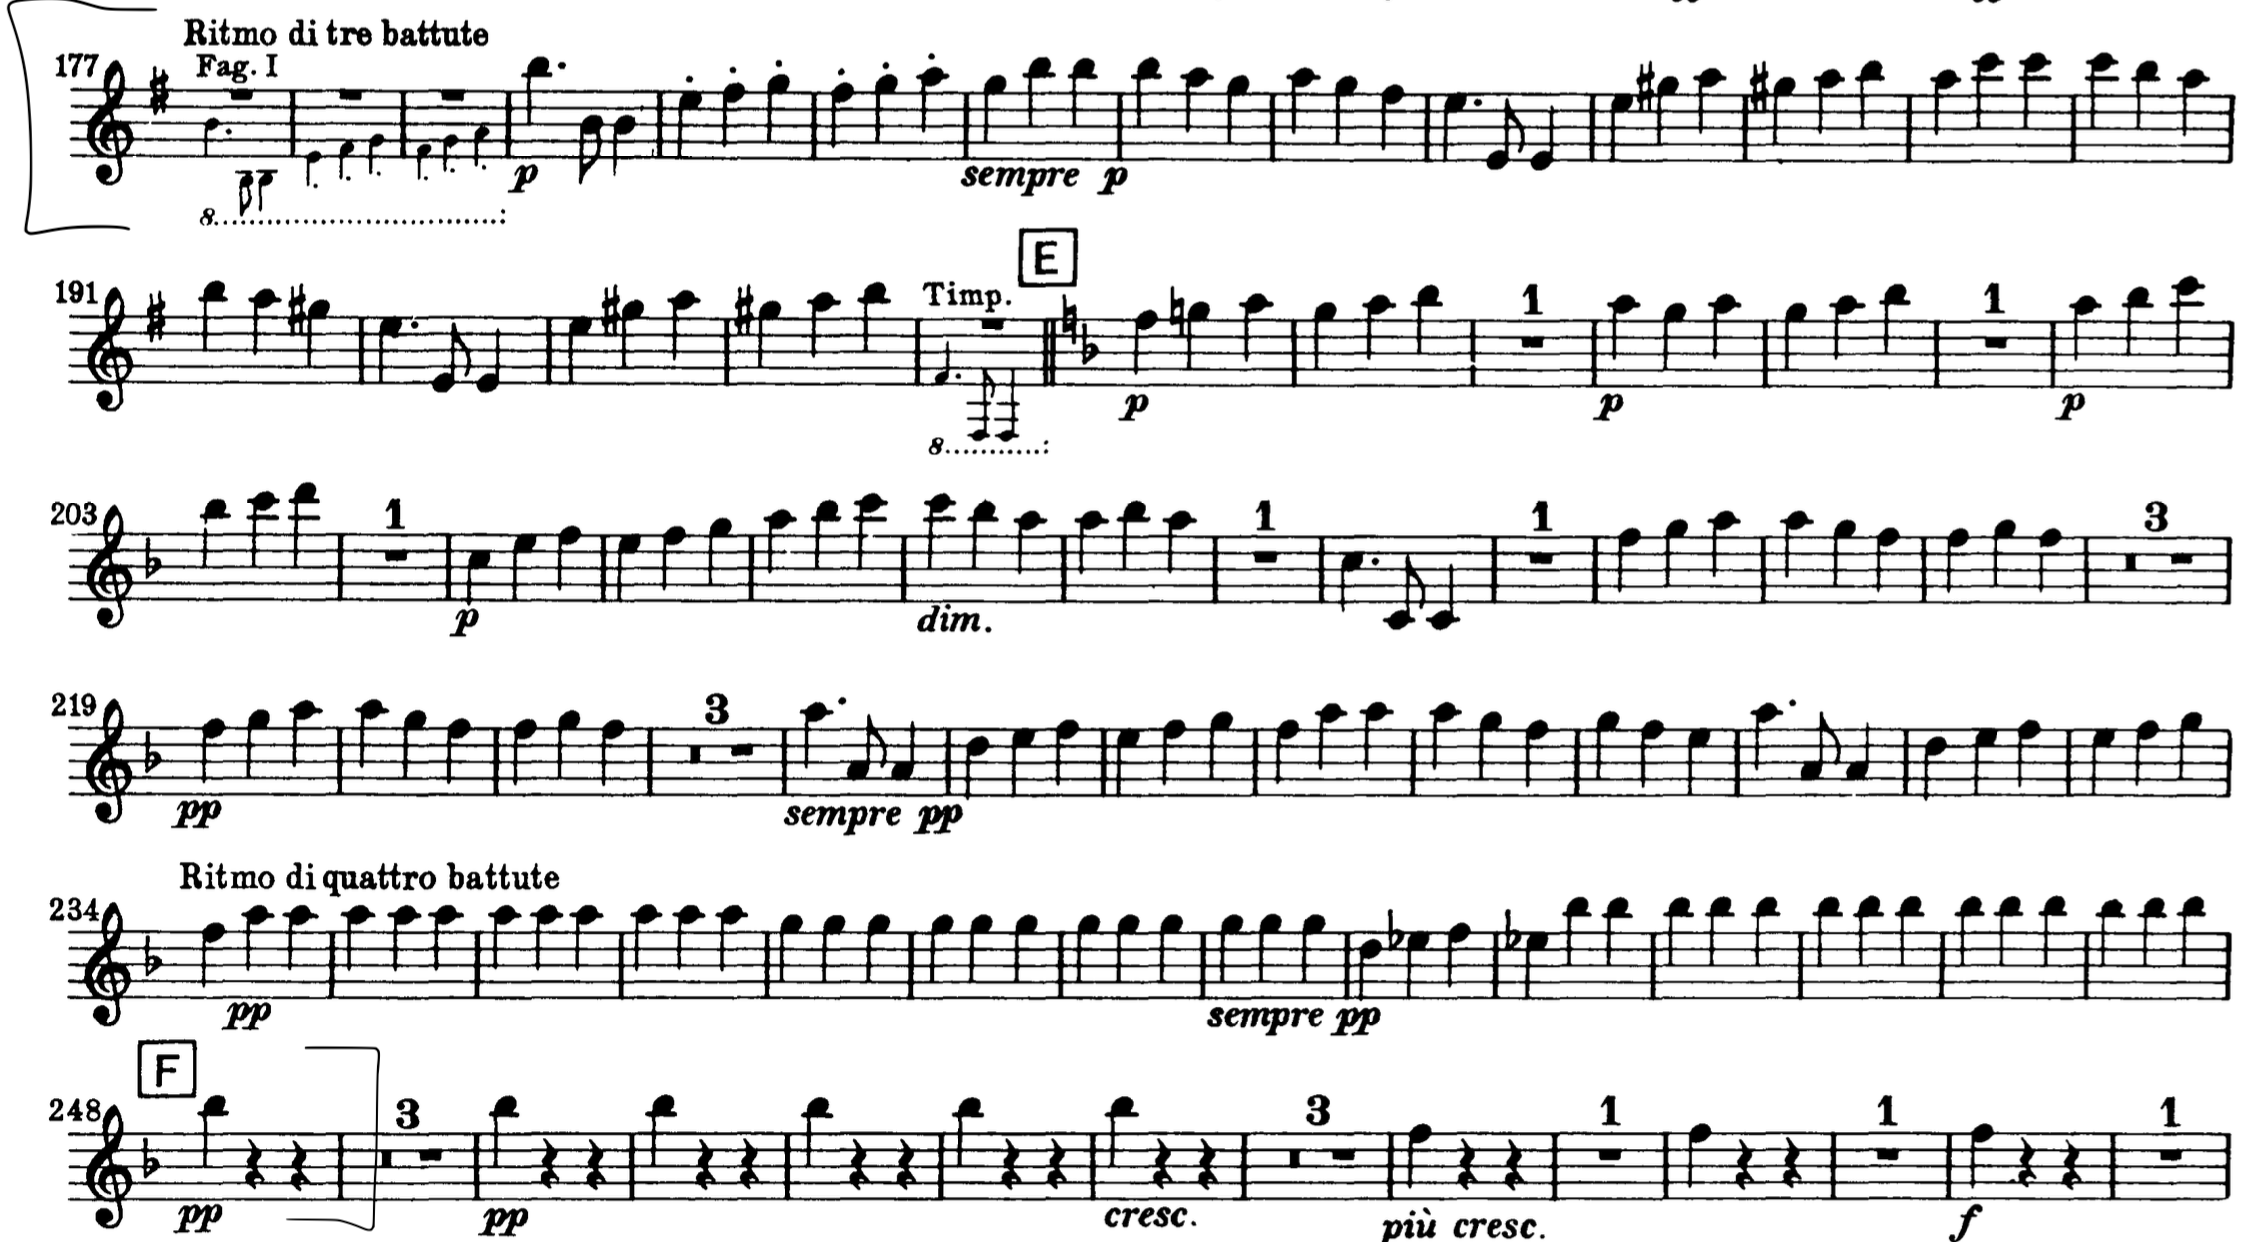 Ritmo di tre battute
177 Fag. I
p sempre p
8
E
191 Timp. 1 1
p p p
8
203 1 1 1 3
p dim.
219 3
pp sempre pp
Ritmo di quattro battute
234
pp sempre pp
F
248 3 3 1 1 1
pp pp cresc. più cresc. f